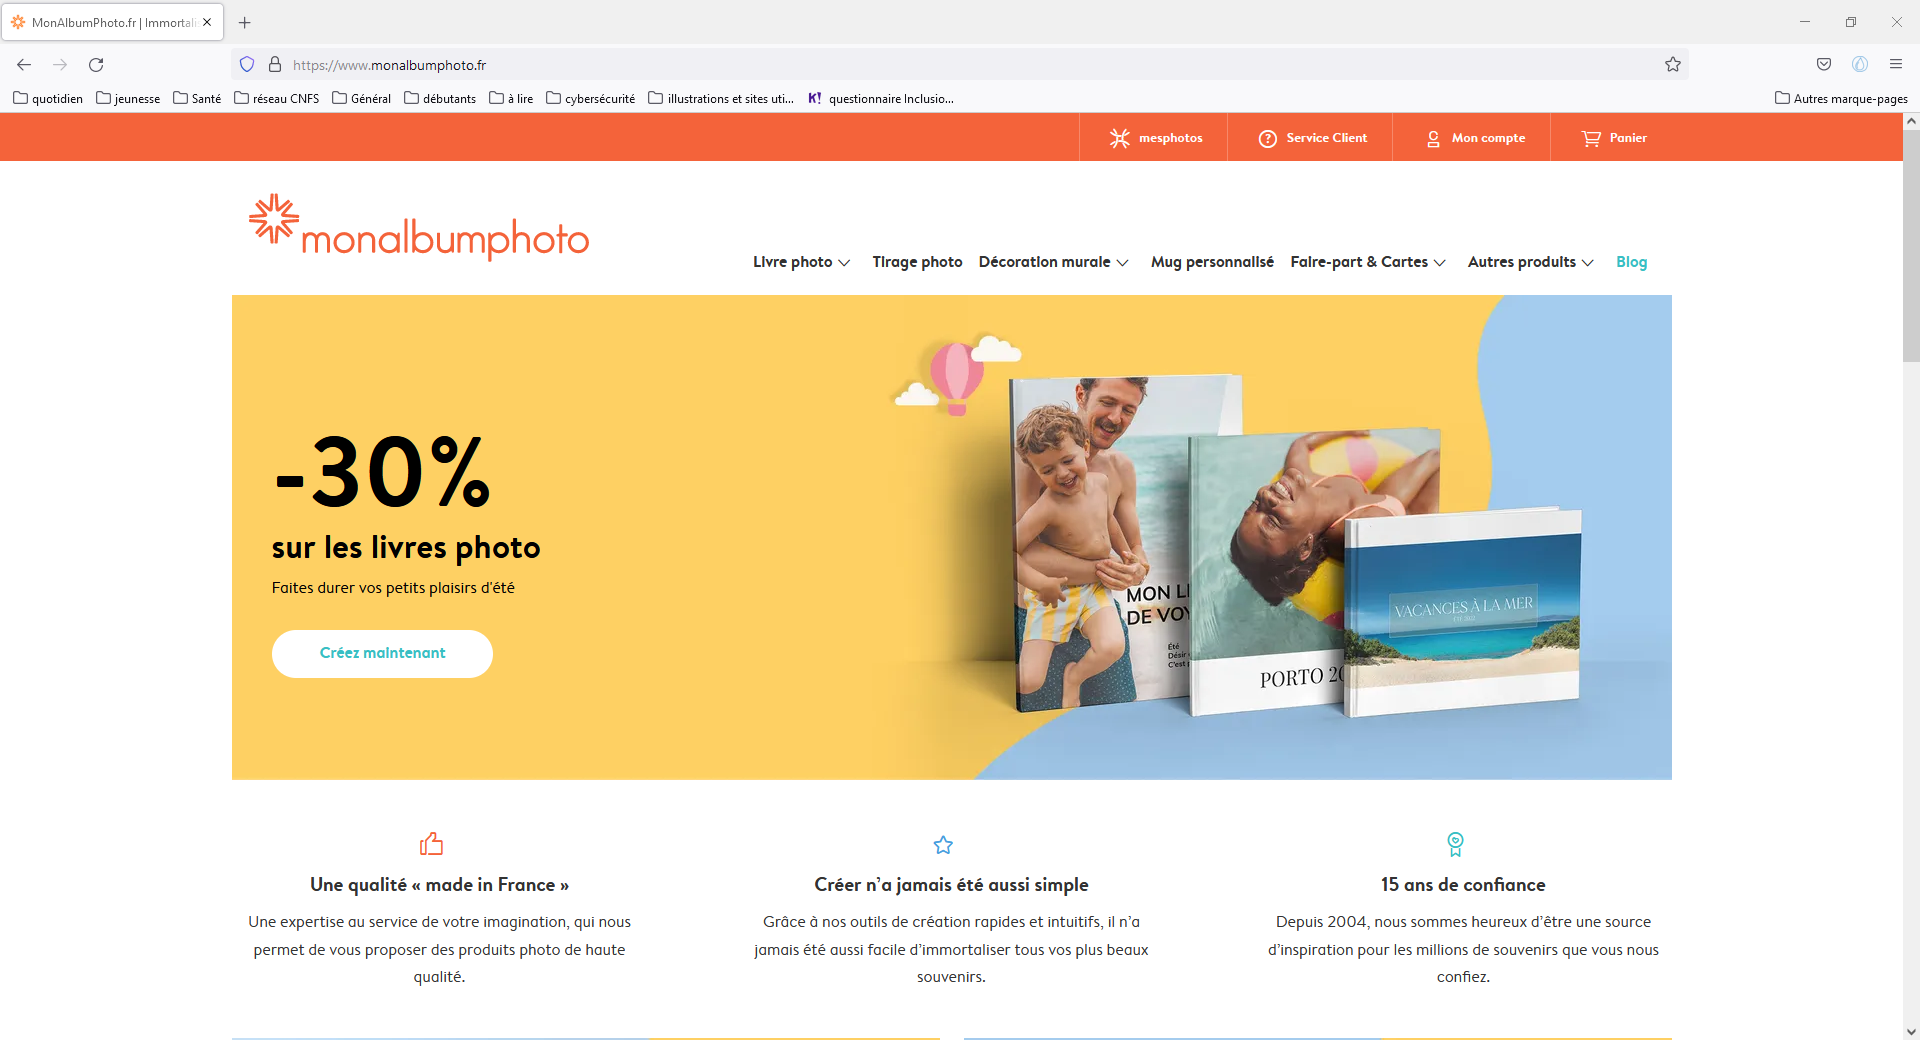 MonAlbumPhoto.fr | Immortali
https://www.monalbumphoto.fr
quotidien
jeunesse
Santé
réseau CNFS
Général
débutants
à lire
cybersécurité
illustrations et sites uti...
K! questionnaire Inclusio...
Autres marque-pages
mesphotos
Service Client
Mon compte
Panier
monalbumphoto
Livre photo
Tirage photo
Décoration murale
Mug personnalisé
Faire-part & Cartes
Autres produits
Blog
-30%
sur les livres photo
Faites durer vos petits plaisirs d'été
Créez maintenant
MON LI
DE VOY
Été
Désir
C'est
PORTO 20
VACANCES À LA MER
Une qualité « made in France »
Une expertise au service de votre imagination, qui nous
permet de vous proposer des produits photo de haute
qualité.
Créer n’a jamais été aussi simple
Grâce à nos outils de création rapides et intuitifs, il n’a
jamais été aussi facile d’immortaliser tous vos plus beaux
souvenirs.
15 ans de confiance
Depuis 2004, nous sommes heureux d’être une source
d’inspiration pour les millions de souvenirs que vous nous
confiez.